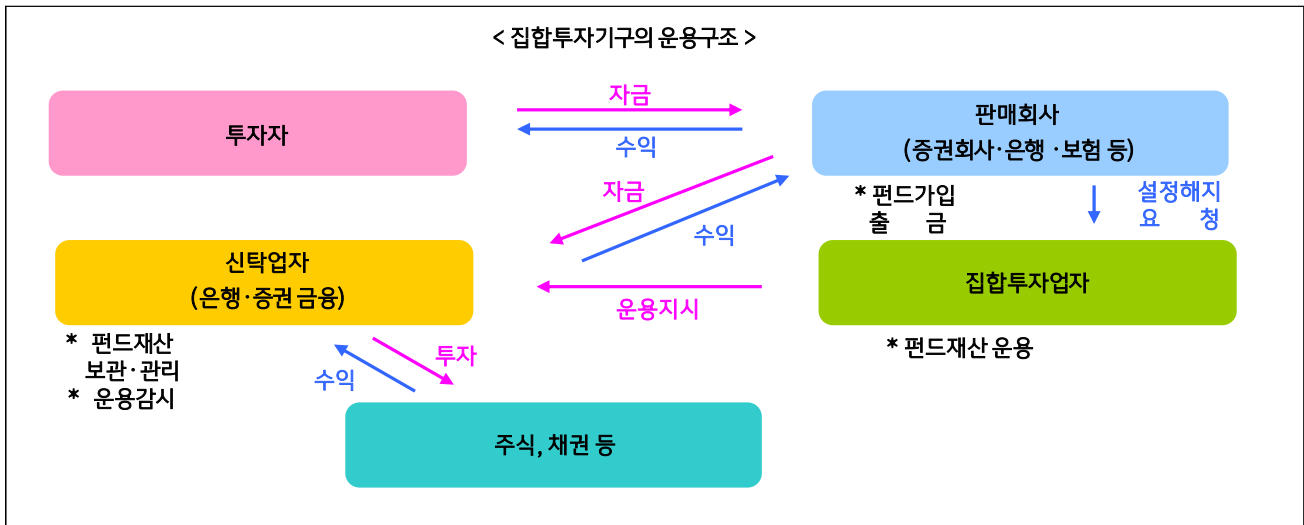 < 집합투자기구의 운용구조 >
투자자
자금
수익
판매회사
(증권회사·은행 ·보험 등)
자금
수익
* 펀드가입
출 금
설정해지
요 청
신탁업자
(은행·증권 금융)
운용지시
집합투자업자
* 펀드재산
보관·관리
* 운용감시
투자
수익
* 펀드재산 운용
주식, 채권 등